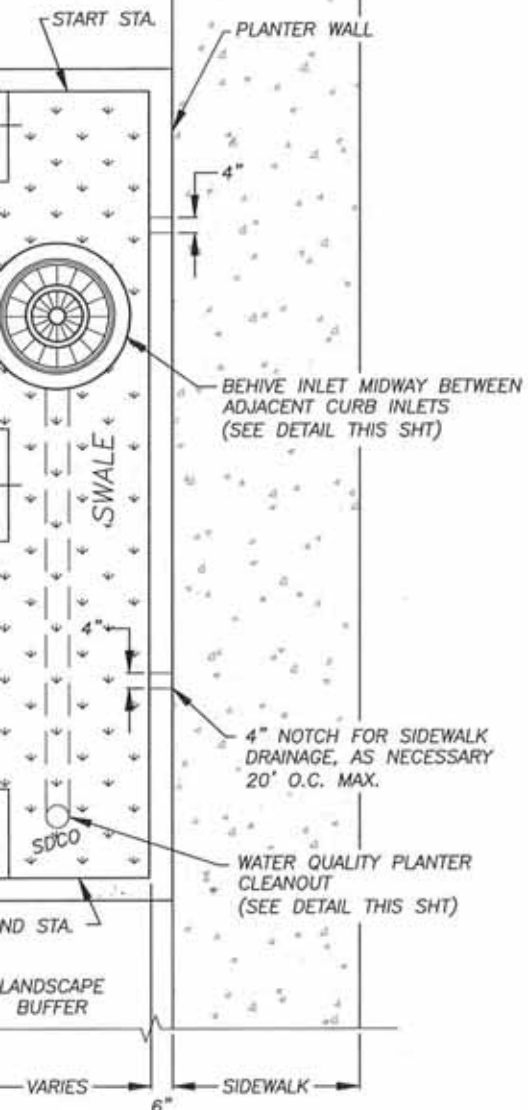 START STA.
PLANTER WALL
4"
BEHIVE INLET MIDWAY BETWEEN
ADJACENT CURB INLETS
(SEE DETAIL THIS SHT)
SWALE
4"
4" NOTCH FOR SIDEWALK
DRAINAGE, AS NECESSARY
20' O.C. MAX.
SDCO
WATER QUALITY PLANTER
CLEANOUT
(SEE DETAIL THIS SHT)
ND STA.
LANDSCAPE
BUFFER
VARIES
SIDEWALK
6"